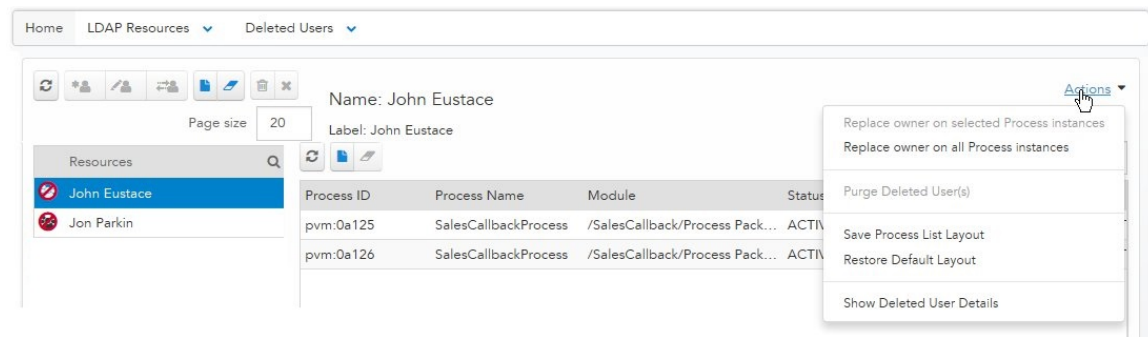 Home LDAP Resources Deleted Users
Actions
Name: John Eustace
Page size 20
Label: John Eustace
Replace owner on selected Process instances
Replace owner on all Process instances
Purge Deleted User(s)
Save Process List Layout
Restore Default Layout
Show Deleted User Details
Resources
John Eustace
Jon Parkin
Process ID Process Name Module Status
pvm:0a125 SalesCallbackProcess /SalesCallback/Process Pack... ACTIV
pvm:0a126 SalesCallbackProcess /SalesCallback/Process Pack... ACTIV